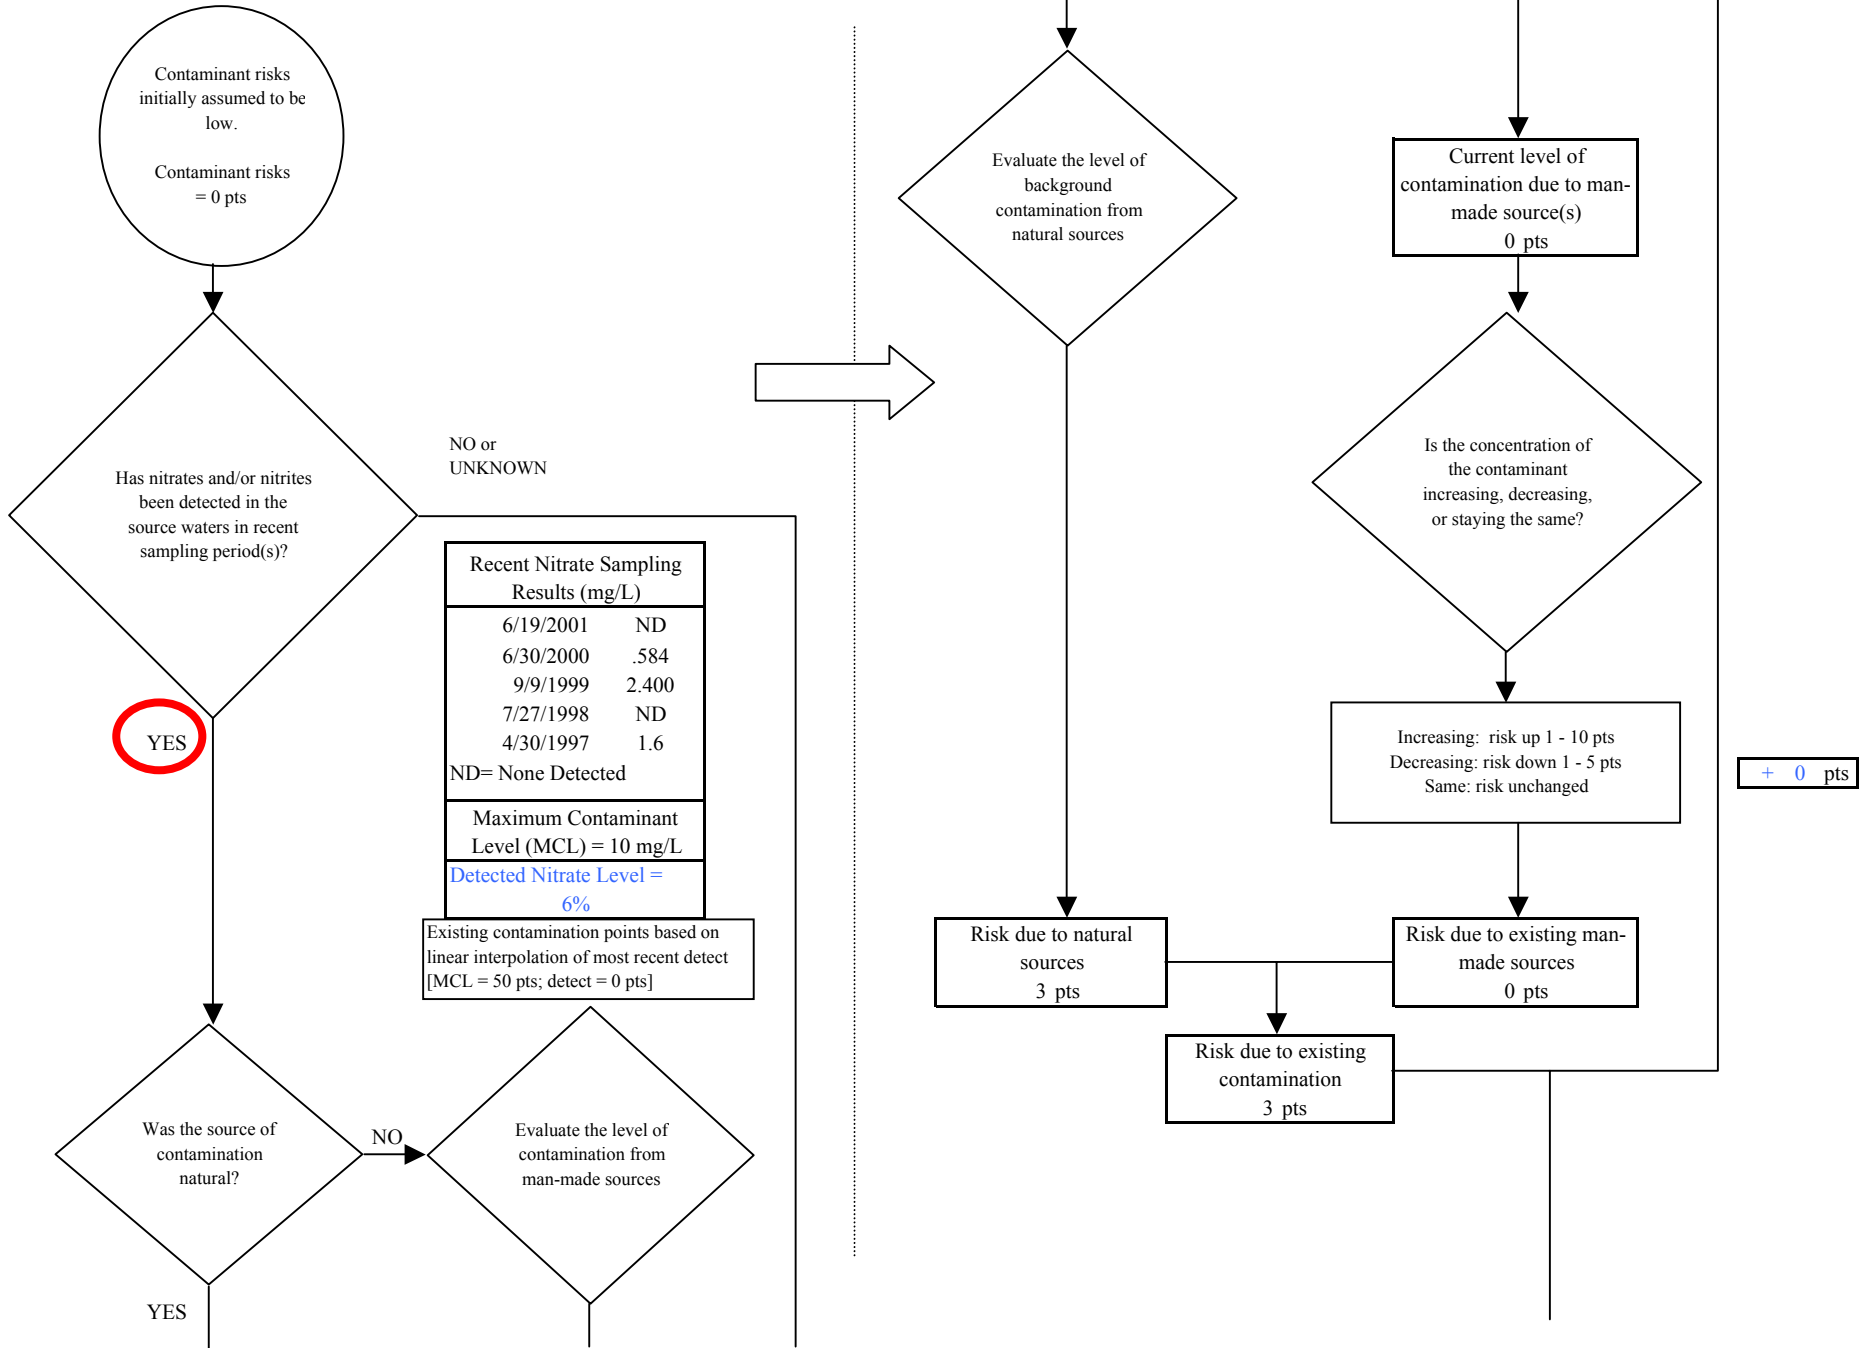 Contaminant risks
initially assumed to be
low.
Contaminant risks
= 0 pts
Has nitrates and/or nitrites
been detected in the
source waters in recent
sampling period(s)?
NO or
UNKNOWN
YES
Recent Nitrate Sampling
Results (mg/L)
6/19/2001 ND
6/30/2000 .584
9/9/1999 2.400
7/27/1998 ND
4/30/1997 1.6
ND= None Detected
Maximum Contaminant
Level (MCL) = 10 mg/L
Detected Nitrate Level =
6%
Existing contamination points based on
linear interpolation of most recent detect
[MCL = 50 pts; detect = 0 pts]
Was the source of
contamination
natural?
NO
Evaluate the level of
contamination from
man-made sources
YES
Evaluate the level of
background
contamination from
natural sources
Current level of
contamination due to man-
made source(s)
0 pts
Is the concentration of
the contaminant
increasing, decreasing,
or staying the same?
Increasing: risk up 1 - 10 pts
Decreasing: risk down 1 - 5 pts
Same: risk unchanged
+ 0 pts
Risk due to natural
sources
3 pts
Risk due to existing man-
made sources
0 pts
Risk due to existing
contamination
3 pts